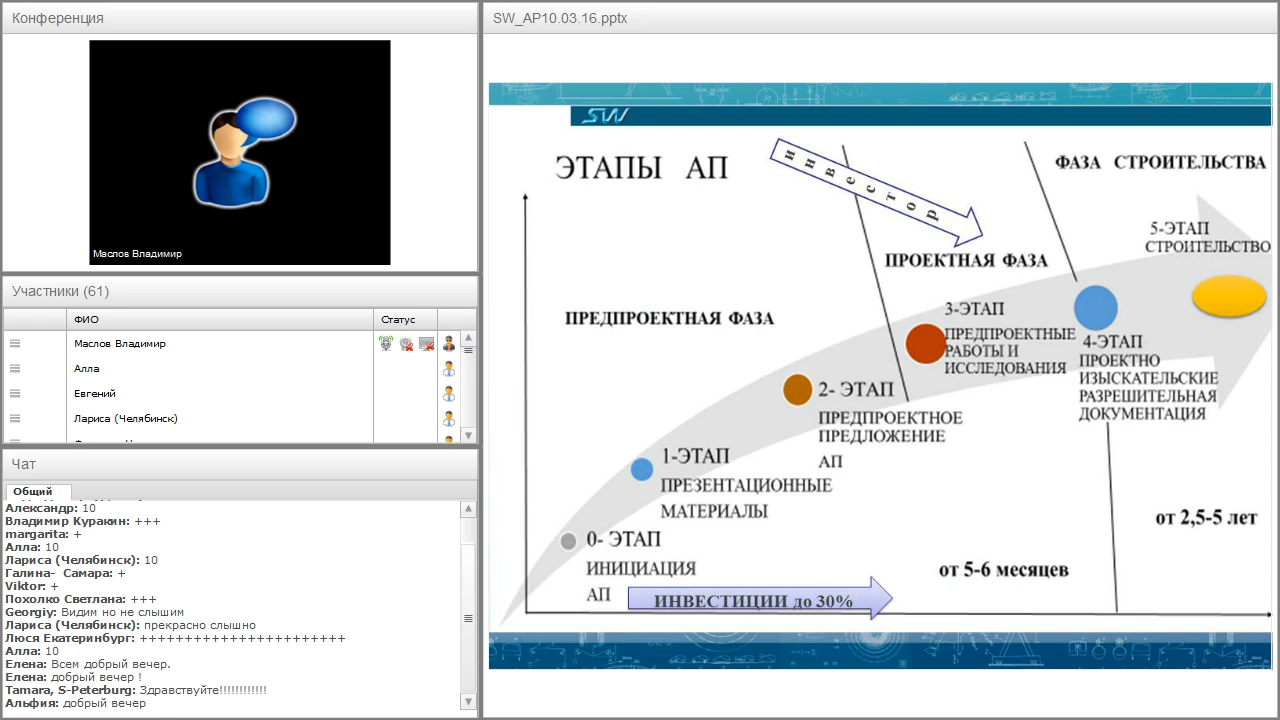 Конференция
Маслов Владимир
Участники (61)
ФИО
Статус
Маслов Владимир
Алла
Евгений
Лариса (Челябинск)
Чат
Общий
Александр: 10
Владимир Куракин: +++
margarita: +
Алла: 10
Лариса (Челябинск): 10
Галина- Самара: +
Viktor: +
Похолко Светлана: +++
Georgiy: Видим но не слышим
Лариса (Челябинск): прекрасно слышно
Люся Екатеринбург: +++++++++++++++++++++++
Алла: 10
Елена: Всем добрый вечер.
Елена: добрый вечер !
Tamara, S-Peterburg: Здравствуйте!!!!!!!!!!!!
Альфия: добрый вечер
SW_AP10.03.16.pptx
SW
ЭТАПЫ АП
инвестор
ФАЗА СТРОИТЕЛЬСТВА
5-ЭТАП
СТРОИТЕЛЬСТВО
ПРОЕКТНАЯ ФАЗА
ПРЕДПРОЕКТНАЯ ФАЗА
3-ЭТАП
ПРЕДПРОЕКТНЫЕ
РАБОТЫ И
ИССЛЕДОВАНИЯ
4-ЭТАП
ПРОЕКТНО
ИЗЫСКАТЕЛЬСКИЕ
РАЗРЕШИТЕЛЬНАЯ
ДОКУМЕНТАЦИЯ
2- ЭТАП
ПРЕДПРОЕКТНОЕ
ПРЕДЛОЖЕНИЕ
АП
1-ЭТАП
ПРЕЗЕНТАЦИОННЫЕ
МАТЕРИАЛЫ
0- ЭТАП
ИНИЦИАЦИЯ
АП
ИНВЕСТИЦИИ до 30%
от 5-6 месяцев
от 2,5-5 лет